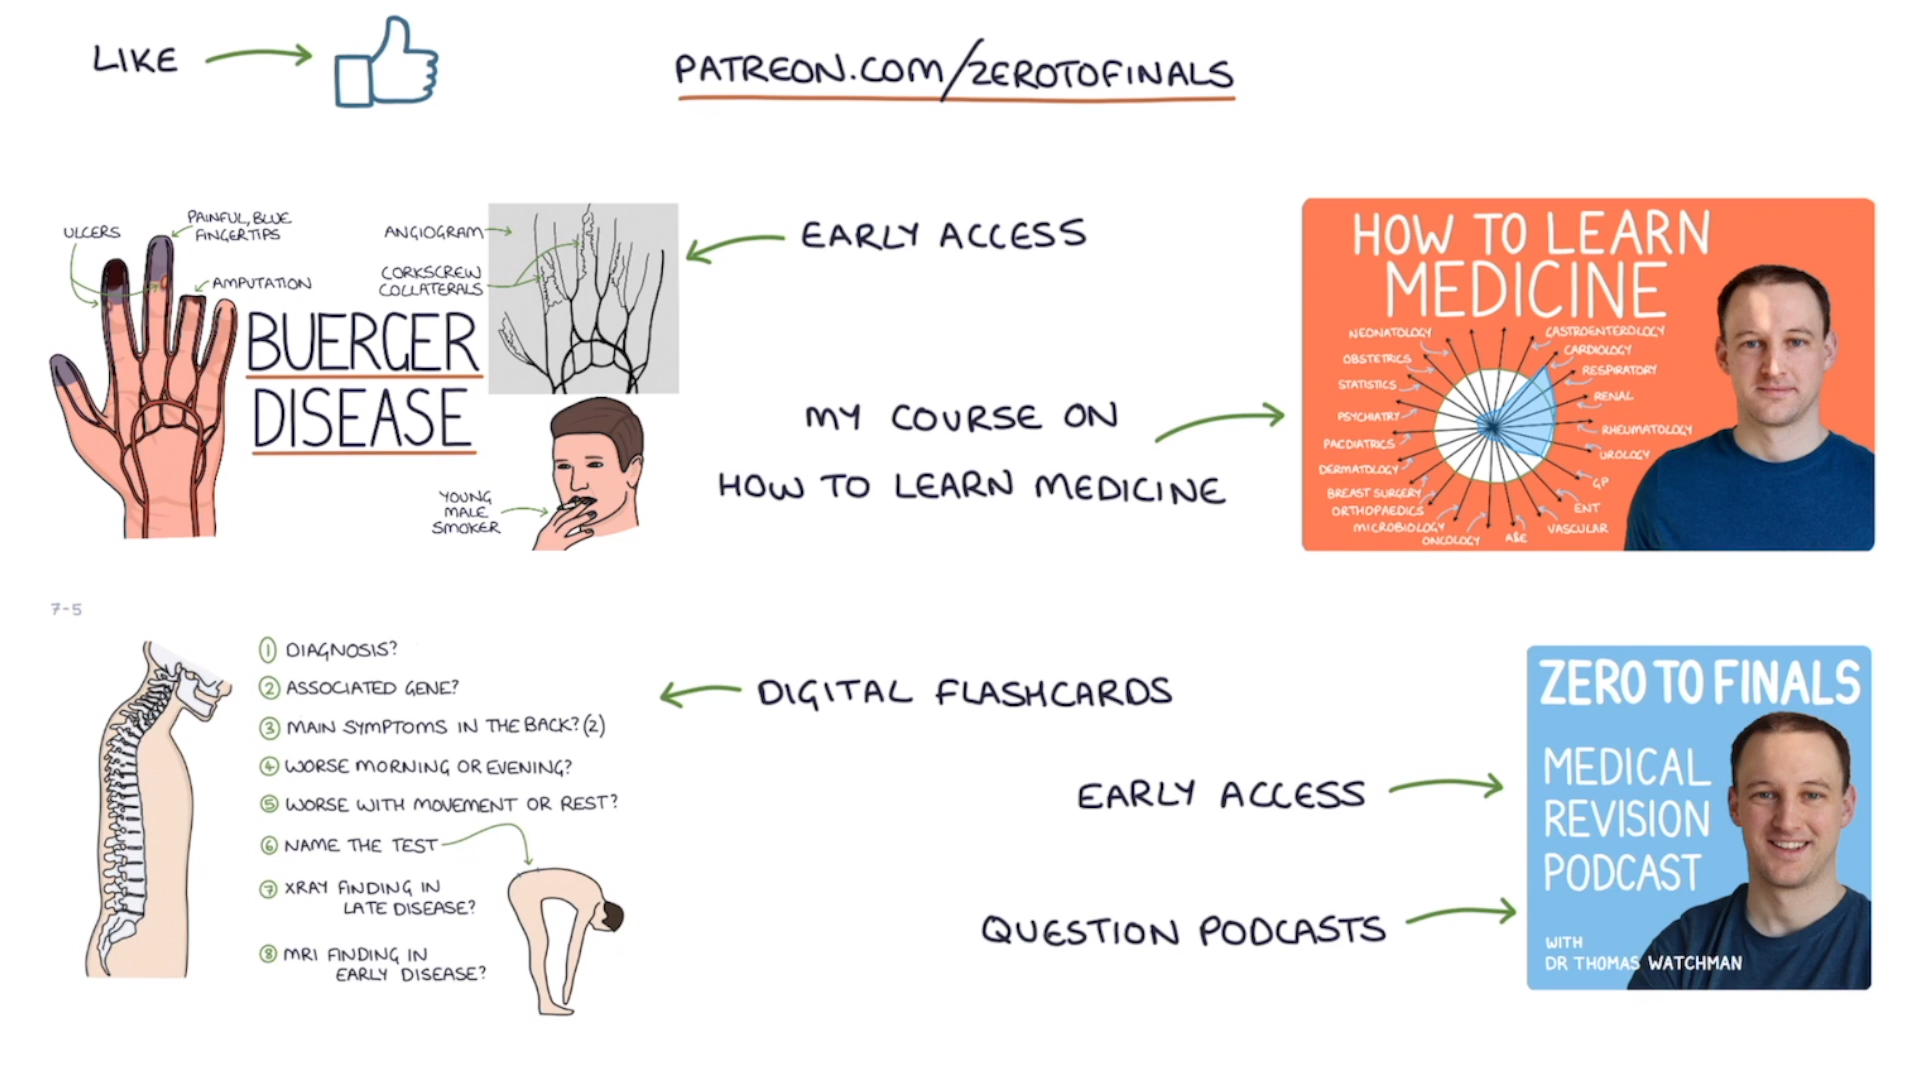 LIKE
PATREON.COM/ZEROTOFINALS
ULCERS
PAINFUL, BLUE
FINGERTIPS
AMPUTATION
BUERGER
DISEASE
ANGIOGRAM
CORKSCREW
COLLATERALS
YOUNG
MALE
SMOKER
EARLY ACCESS
MY COURSE ON
HOW TO LEARN MEDICINE
HOW TO LEARN
MEDICINE
NEONATOLOGY
OBSTETRICS
STATISTICS
PSYCHIATRY
PAEDIATRICS
DERMATOLOGY
BREAST SURGERY
ORTHOPAEDICS
MICROBIOLOGY
ONCOLOGY
A&E
VASCULAR
ENT
GP
UROLOGY
RHEUMATOLOGY
RENAL
RESPIRATORY
CARDIOLOGY
GASTROENTEROLOGY
7-5
1 DIAGNOSIS?
2 ASSOCIATED GENE?
3 MAIN SYMPTOMS IN THE BACK? (2)
4 WORSE MORNING OR EVENING?
5 WORSE WITH MOVEMENT OR REST?
6 NAME THE TEST
7 XRAY FINDING IN
LATE DISEASE?
8 MRI FINDING IN
EARLY DISEASE?
DIGITAL FLASHCARDS
EARLY ACCESS
QUESTION PODCASTS
ZERO TO FINALS
MEDICAL
REVISION
PODCAST
WITH
DR THOMAS WATCHMAN